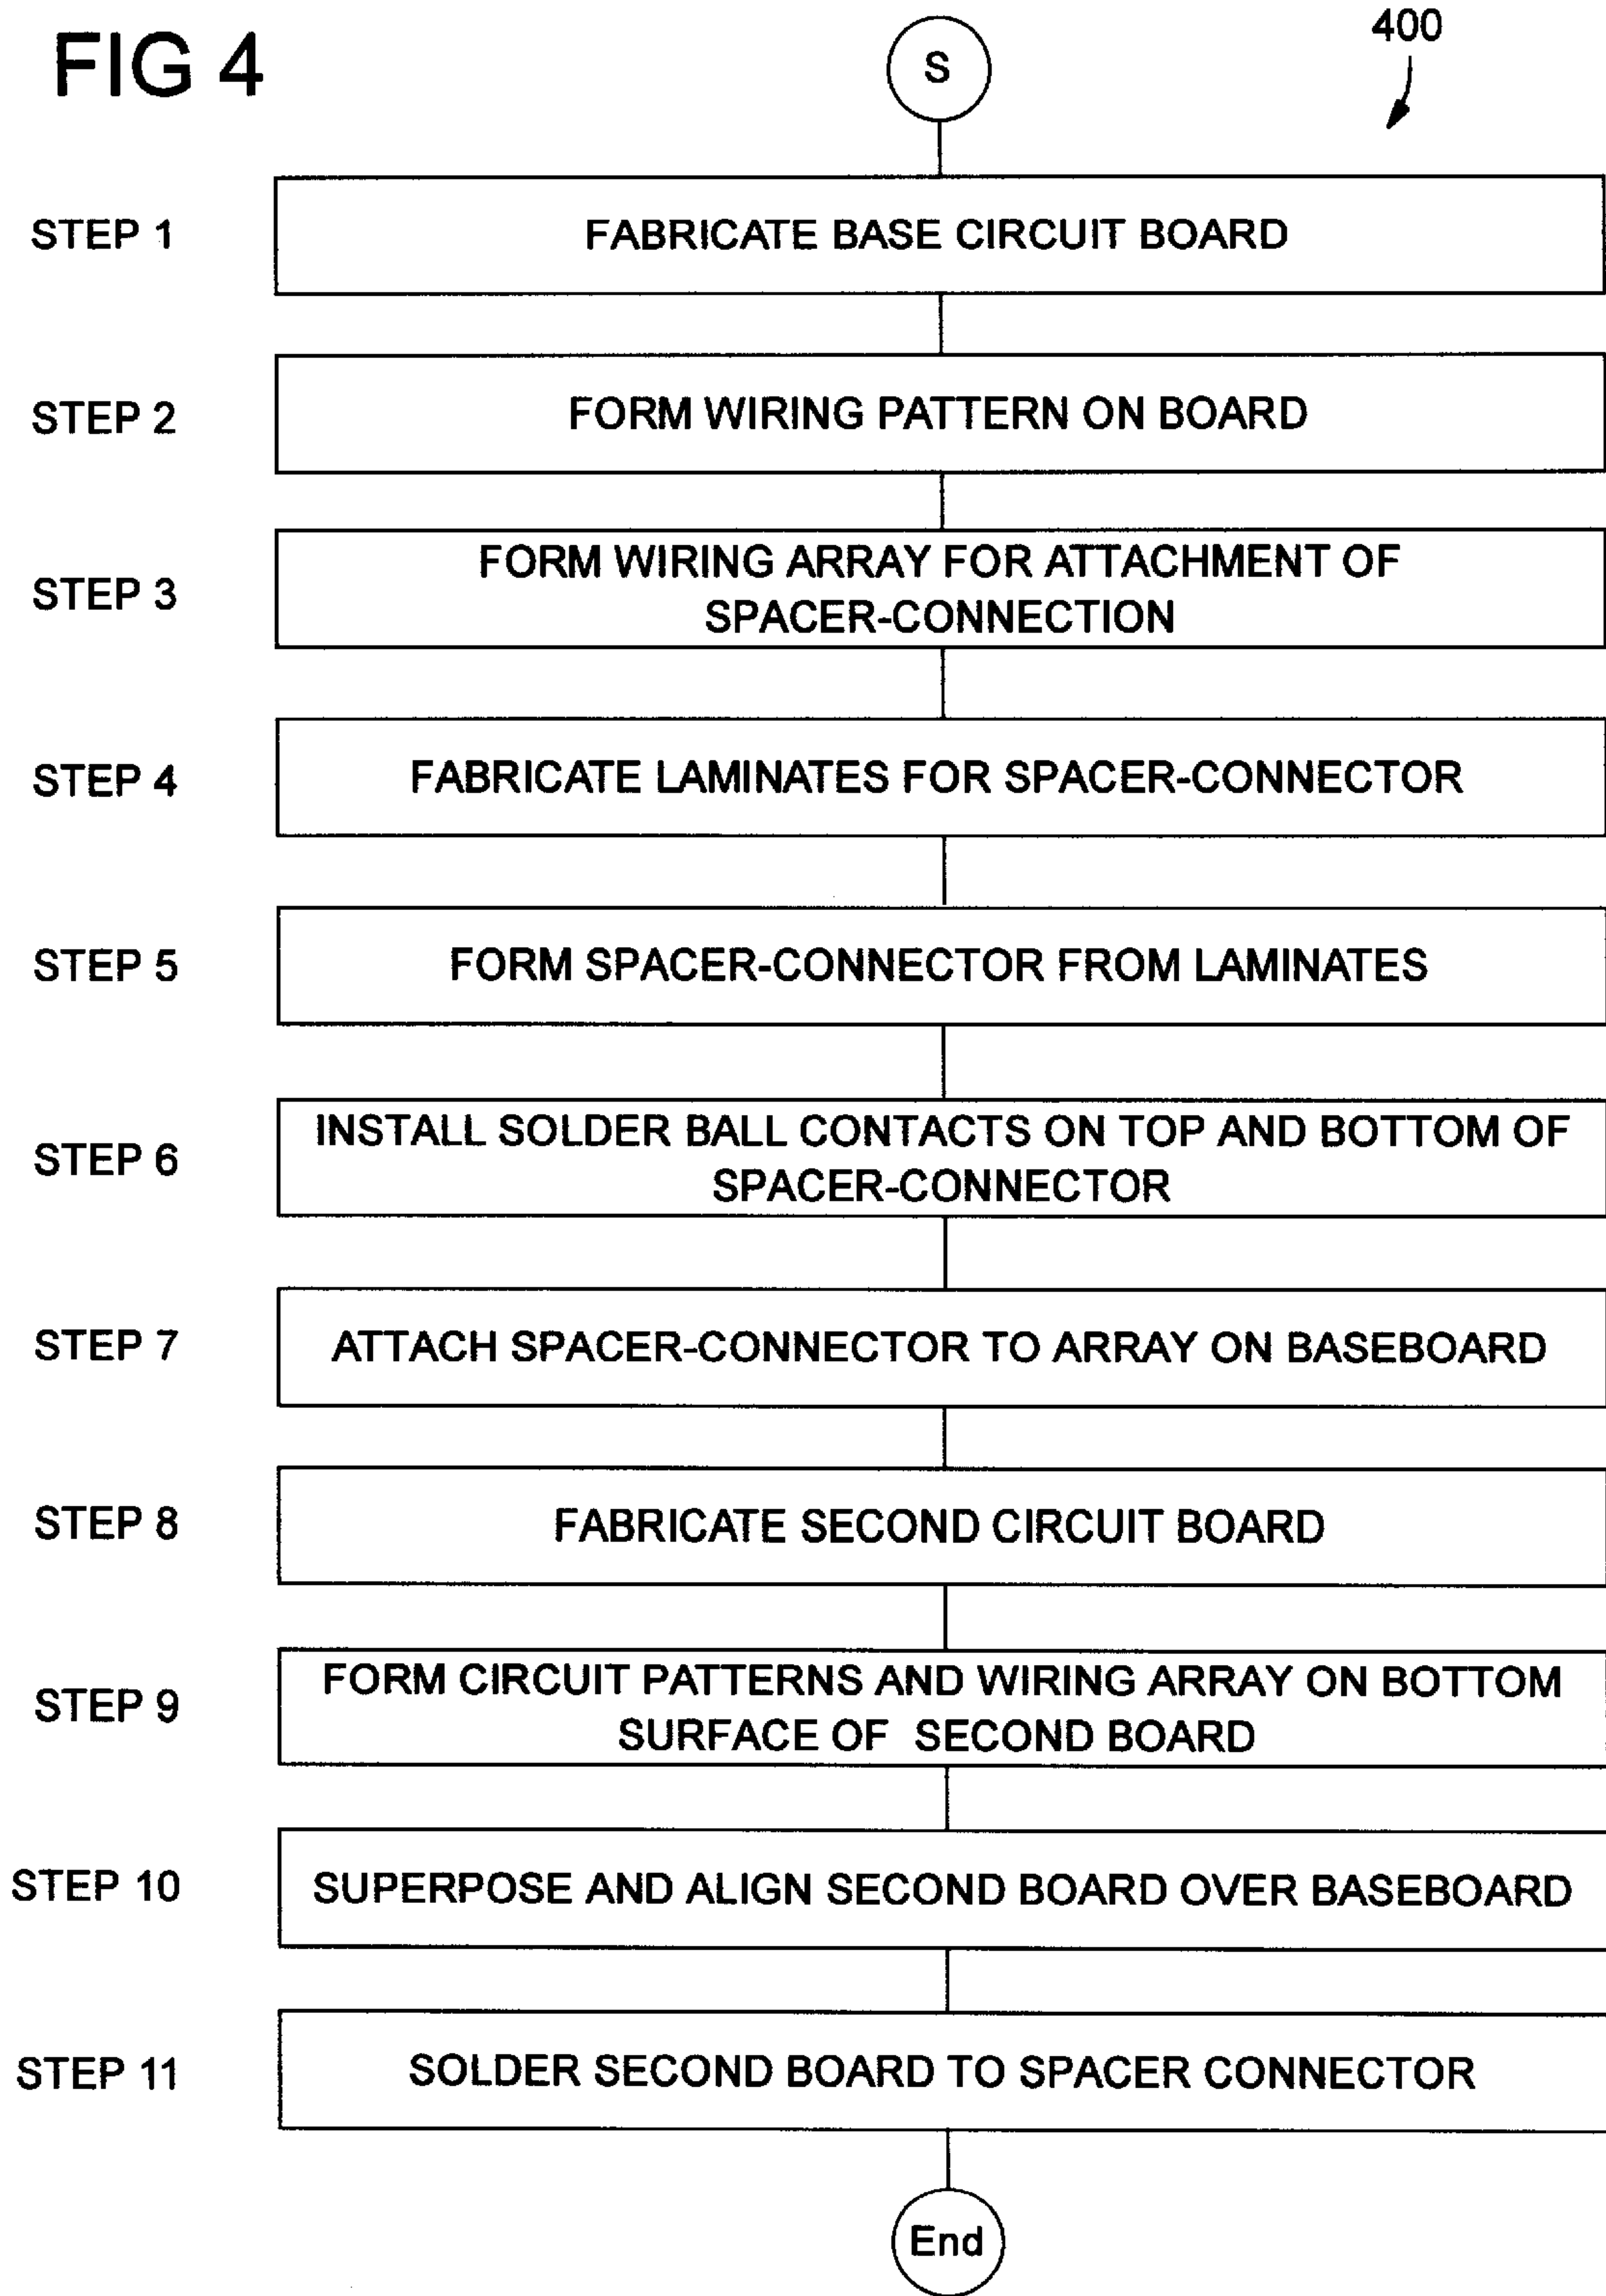 FIG 4
400
S
STEP 1
FABRICATE BASE CIRCUIT BOARD
STEP 2
FORM WIRING PATTERN ON BOARD
STEP 3
FORM WIRING ARRAY FOR ATTACHMENT OF
SPACER-CONNECTION
STEP 4
FABRICATE LAMINATES FOR SPACER-CONNECTOR
STEP 5
FORM SPACER-CONNECTOR FROM LAMINATES
STEP 6
INSTALL SOLDER BALL CONTACTS ON TOP AND BOTTOM OF
SPACER-CONNECTOR
STEP 7
ATTACH SPACER-CONNECTOR TO ARRAY ON BASEBOARD
STEP 8
FABRICATE SECOND CIRCUIT BOARD
STEP 9
FORM CIRCUIT PATTERNS AND WIRING ARRAY ON BOTTOM
SURFACE OF SECOND BOARD
STEP 10
SUPERPOSE AND ALIGN SECOND BOARD OVER BASEBOARD
STEP 11
SOLDER SECOND BOARD TO SPACER CONNECTOR
End